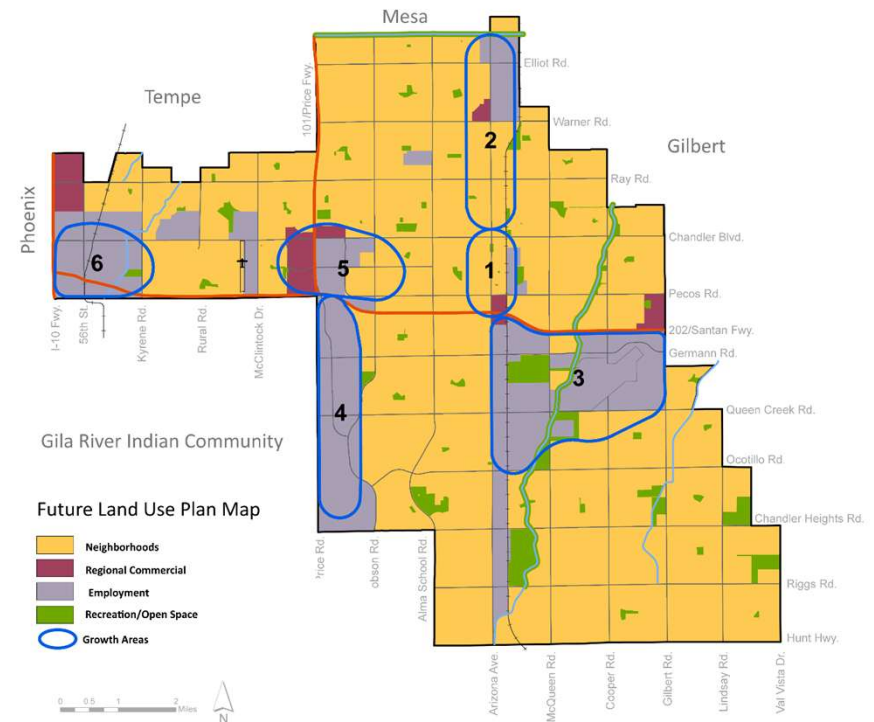 Mesa
Tempe
Gilbert
Phoenix
Gila River Indian Community
101/Price Fwy.
Elliot Rd.
Warner Rd.
Ray Rd.
Chandler Blvd.
Pecos Rd.
202/Santan Fwy.
Germann Rd.
Queen Creek Rd.
Ocotillo Rd.
Chandler Heights Rd.
Riggs Rd.
Hunt Hwy.
2
1
6
5
3
4
I-10 Fwy.
56th St.
Kyrene Rd.
Rural Rd.
McClintock Dr.
Price Rd.
obson Rd.
Alma School Rd.
Arizona Ave.
McQueen Rd.
Cooper Rd.
Gilbert Rd.
Lindsay Rd.
Val Vista Dr.
Future Land Use Plan Map
Neighborhoods
Regional Commercial
Employment
Recreation/Open Space
Growth Areas
0 0.5 1 2
Miles
N